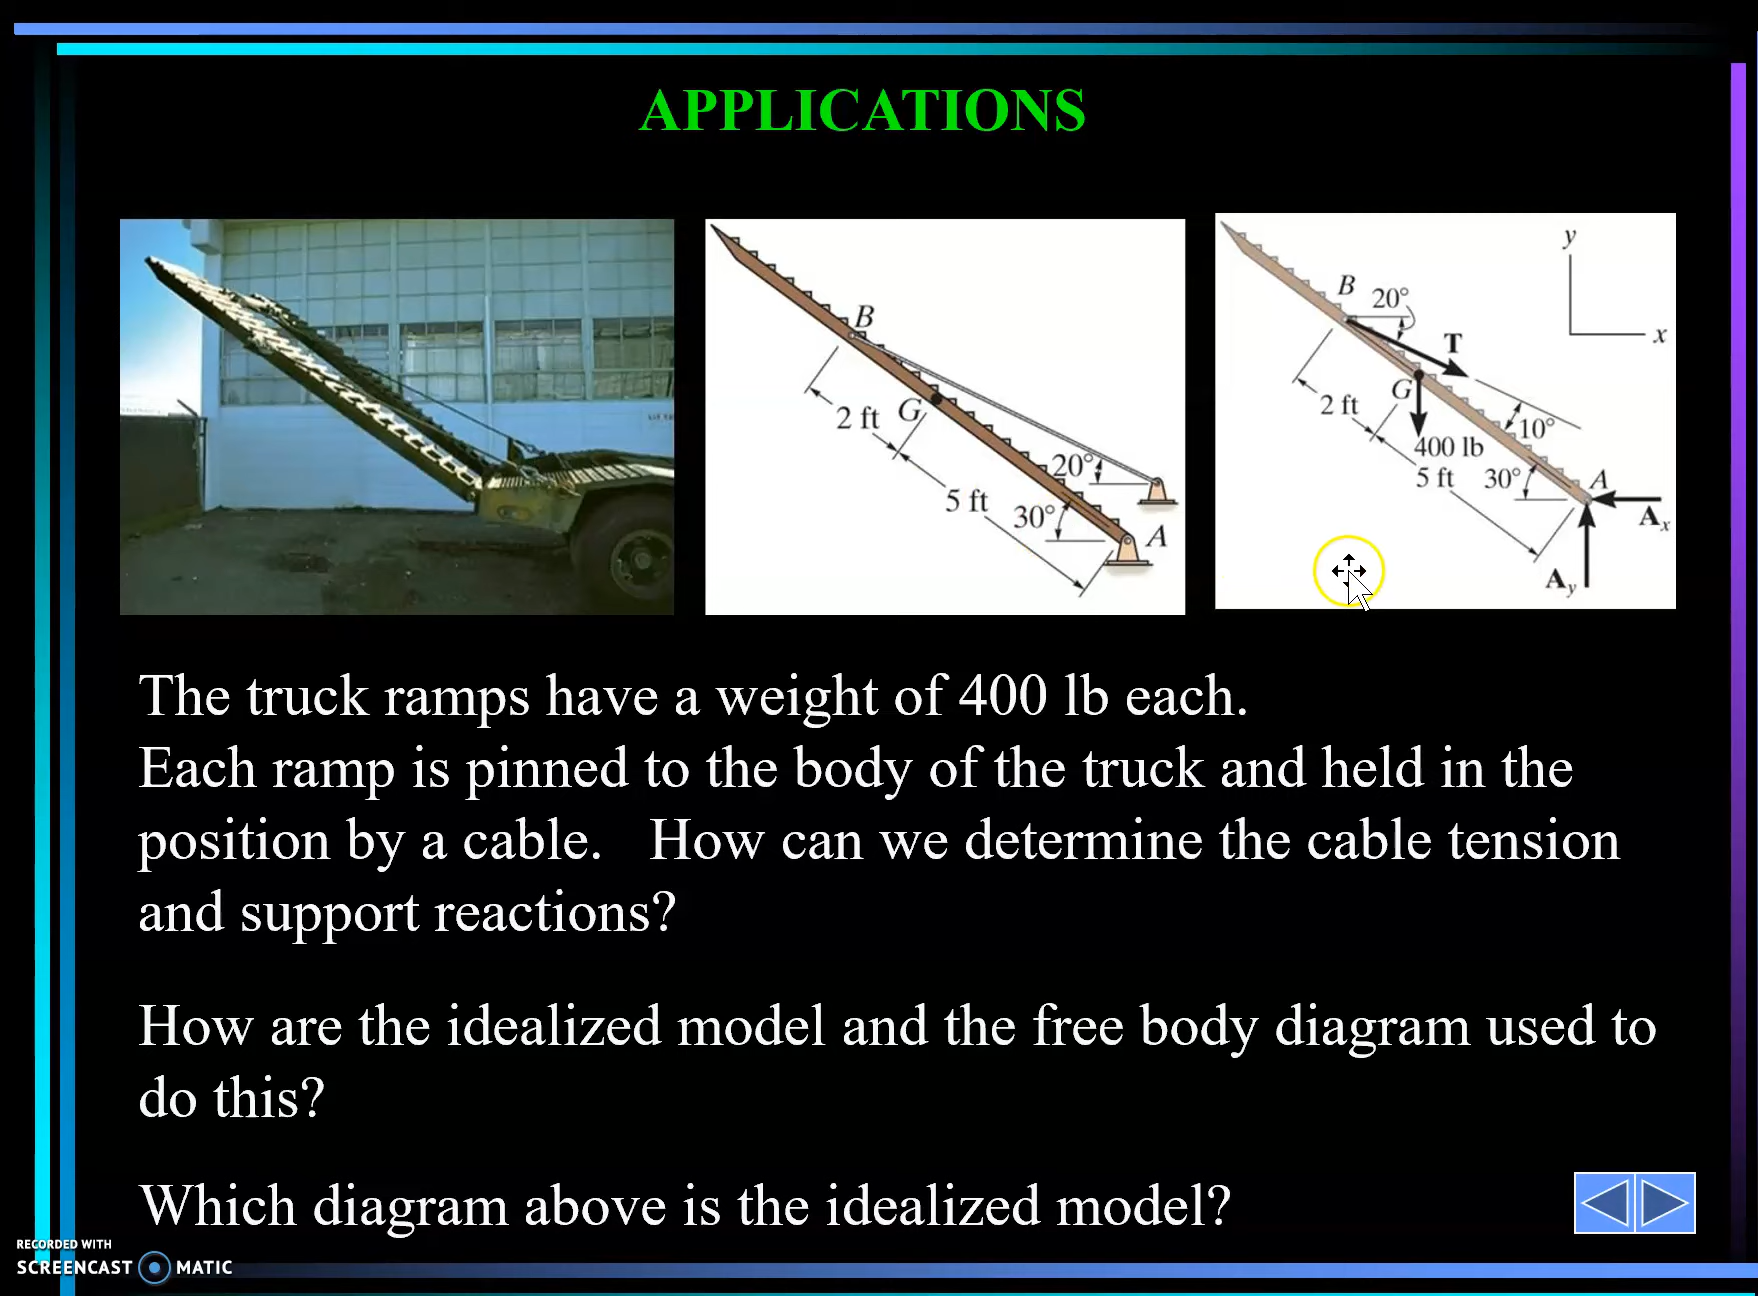 APPLICATIONS
B
G
2 ft
5 ft
20°
30°
A
y
x
B
20°
T
G
2 ft
400 lb
5 ft
10°
30°
A
Ax
Ay
The truck ramps have a weight of 400 lb each.
Each ramp is pinned to the body of the truck and held in the
position by a cable. How can we determine the cable tension
and support reactions?
How are the idealized model and the free body diagram used to
do this?
Which diagram above is the idealized model?
RECORDED WITH
SCREENCAST MATIC